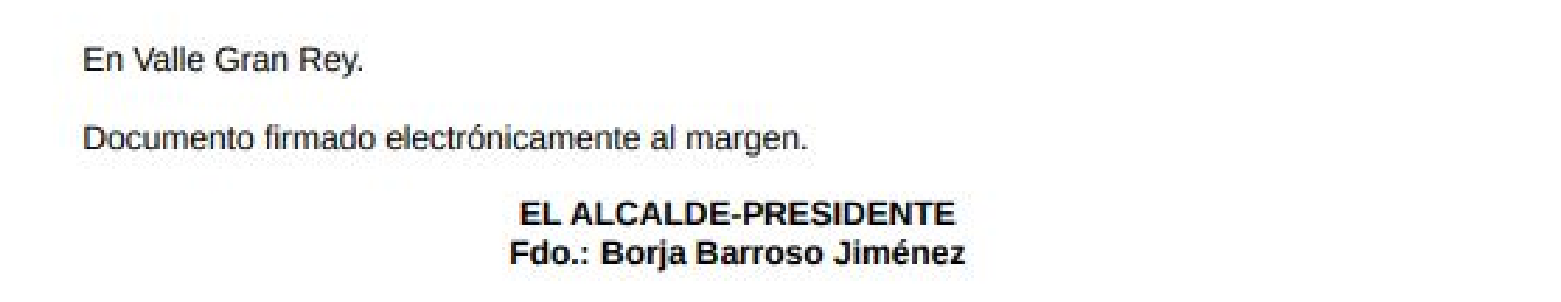 En Valle Gran Rey.
Documento firmado electrónicamente al margen.
EL ALCALDE-PRESIDENTE
Fdo.: Borja Barroso Jiménez